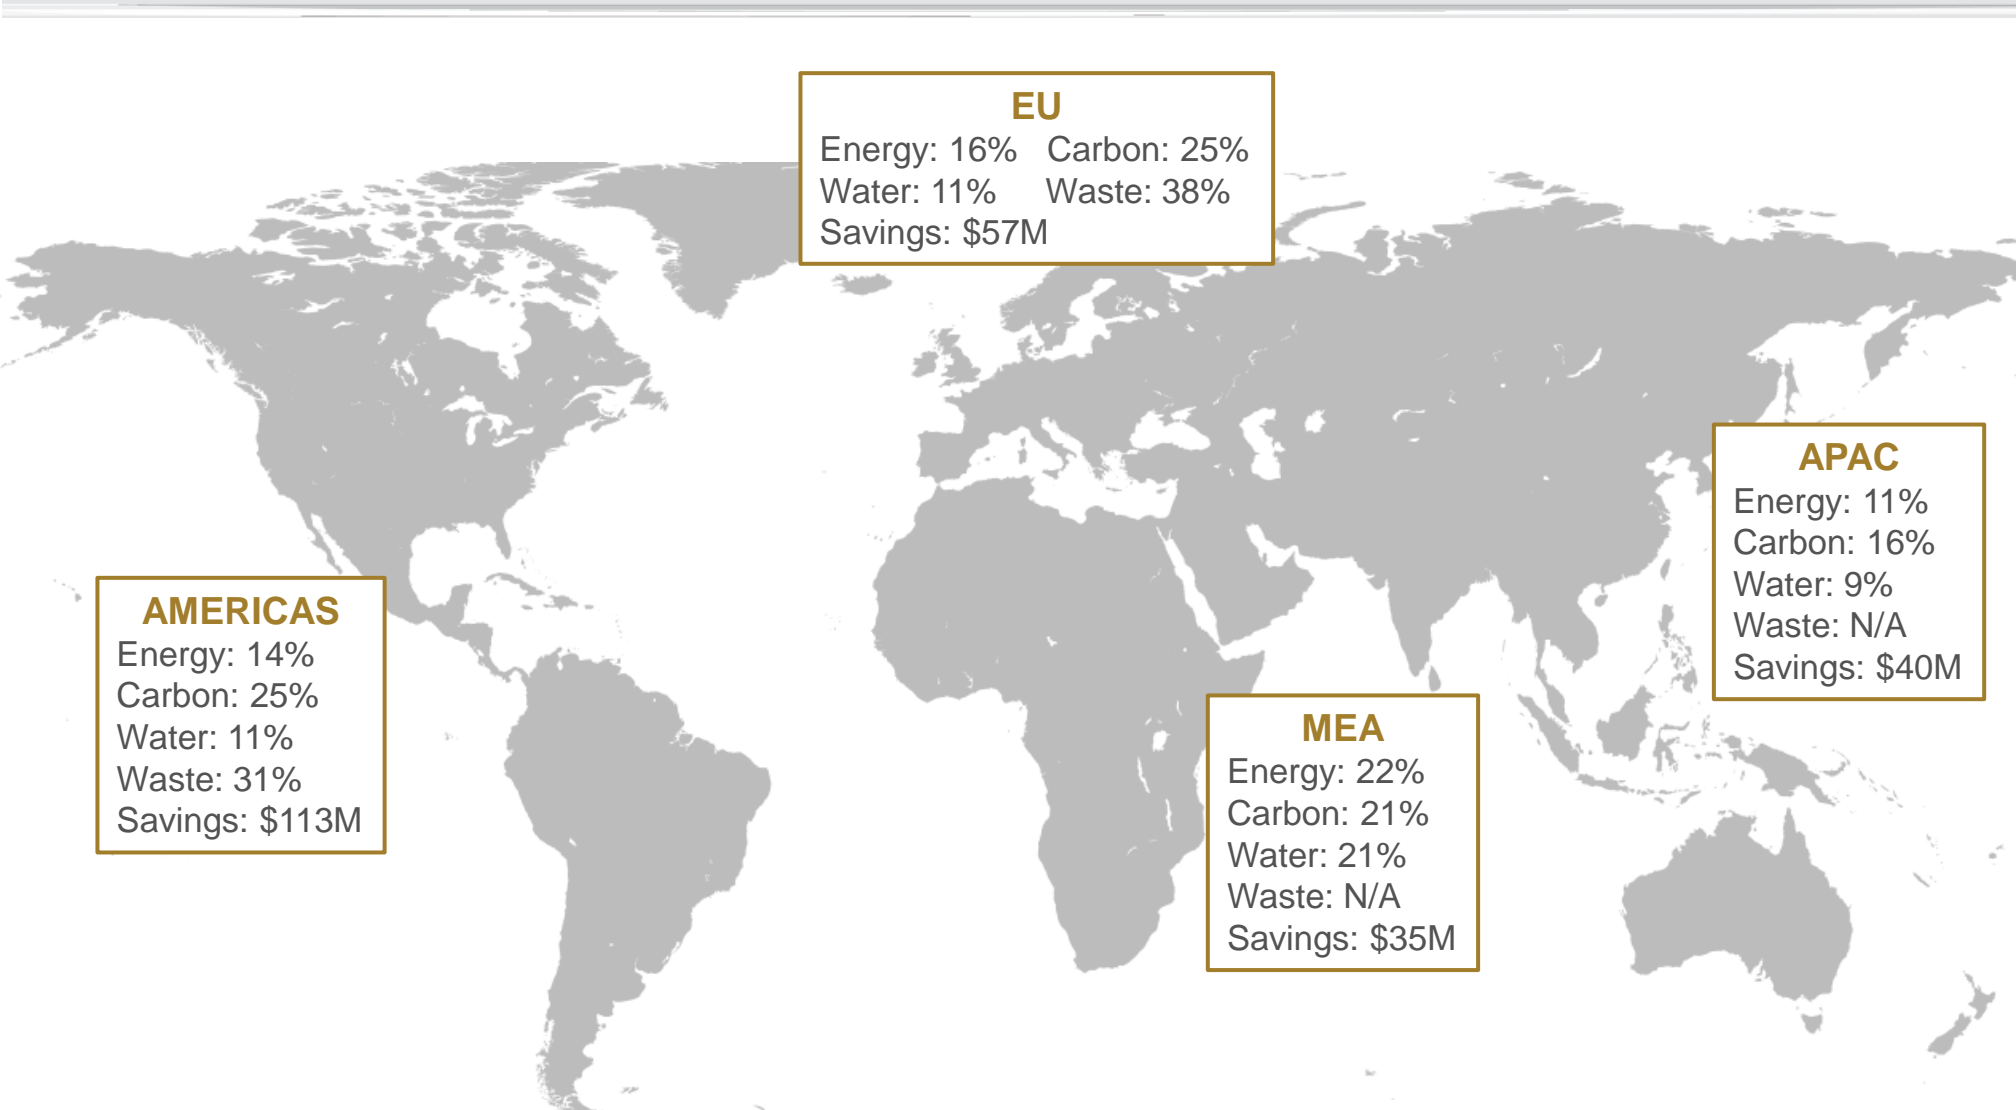 EU
Energy: 16% Carbon: 25%
Water: 11% Waste: 38%
Savings: $57M
AMERICAS
Energy: 14%
Carbon: 25%
Water: 11%
Waste: 31%
Savings: $113M
MEA
Energy: 22%
Carbon: 21%
Water: 21%
Waste: N/A
Savings: $35M
APAC
Energy: 11%
Carbon: 16%
Water: 9%
Waste: N/A
Savings: $40M